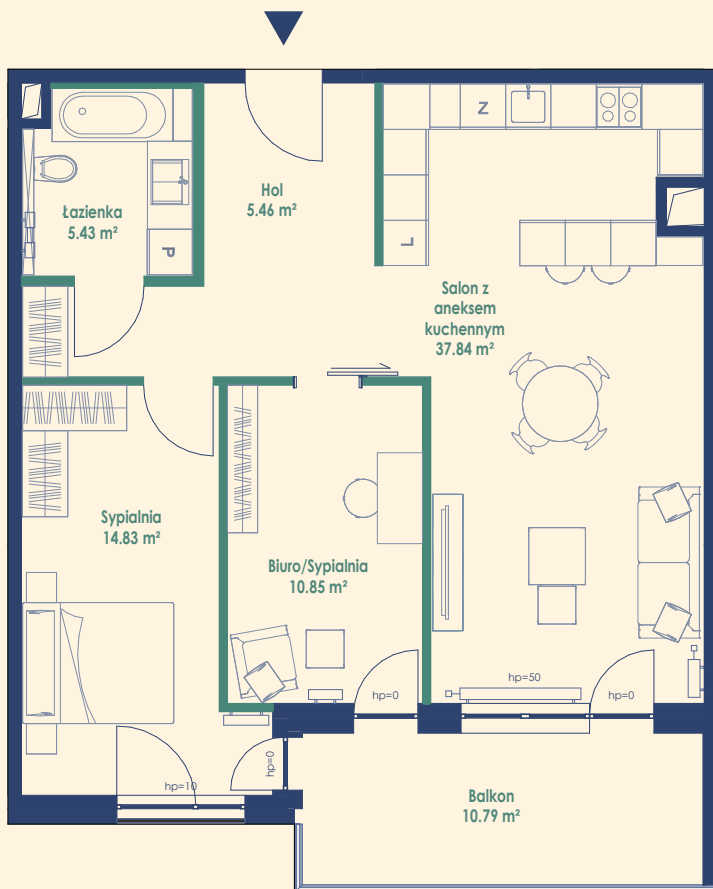 Z
Łazienka
5.43 m²
P
Hol
5.46 m²
L
Salon z
aneksem
kuchennym
37.84 m²
Sypialnia
14.83 m²
Biuro/Sypialnia
10.85 m²
hp=0
hp=50
hp=0
hp=0
hp=10
Balkon
10.79 m²